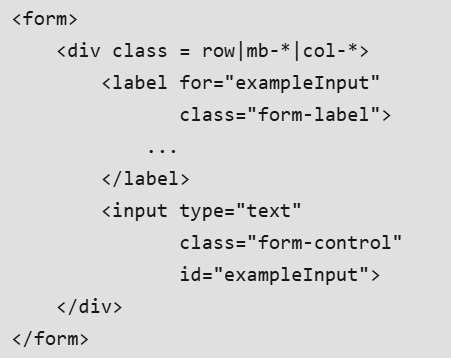 <form>
    <div class = row|mb-*|col-*>
        <label for="exampleInput"
               class="form-label">
            ...
        </label>
        <input type="text"
               class="form-control"
               id="exampleInput">
    </div>
</form>